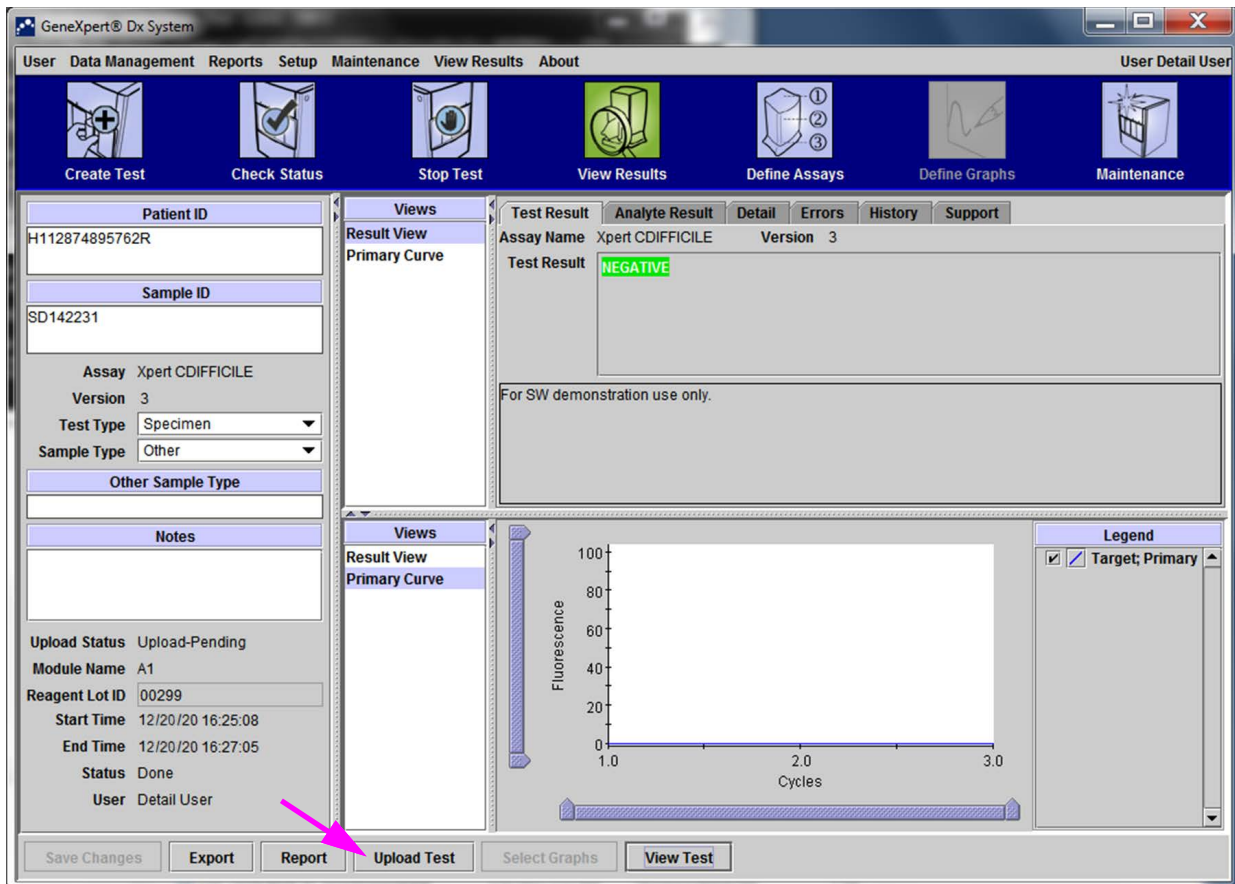 GeneXpert® Dx System
User Data Management Reports Setup Maintenance View Results About User Detail User
Create Test Check Status Stop Test View Results Define Assays Define Graphs Maintenance
① ② ③
Patient ID
H112874895762R
Sample ID
SD142231
Assay Xpert CDIFFICILE
Version 3
Test Type Specimen
Sample Type Other
Other Sample Type
Notes
Upload Status Upload-Pending
Module Name A1
Reagent Lot ID 00299
Start Time 12/20/20 16:25:08
End Time 12/20/20 16:27:05
Status Done
User Detail User
Views
Result View
Primary Curve
Test Result Analyte Result Detail Errors History Support
Assay Name Xpert CDIFFICILE Version 3
Test Result NEGATIVE
For SW demonstration use only.
Views
Result View
Primary Curve
Fluorescence
100
80
60
40
20
0
1.0 2.0 3.0
Cycles
Legend
Target; Primary
Save Changes Export Report Upload Test Select Graphs View Test